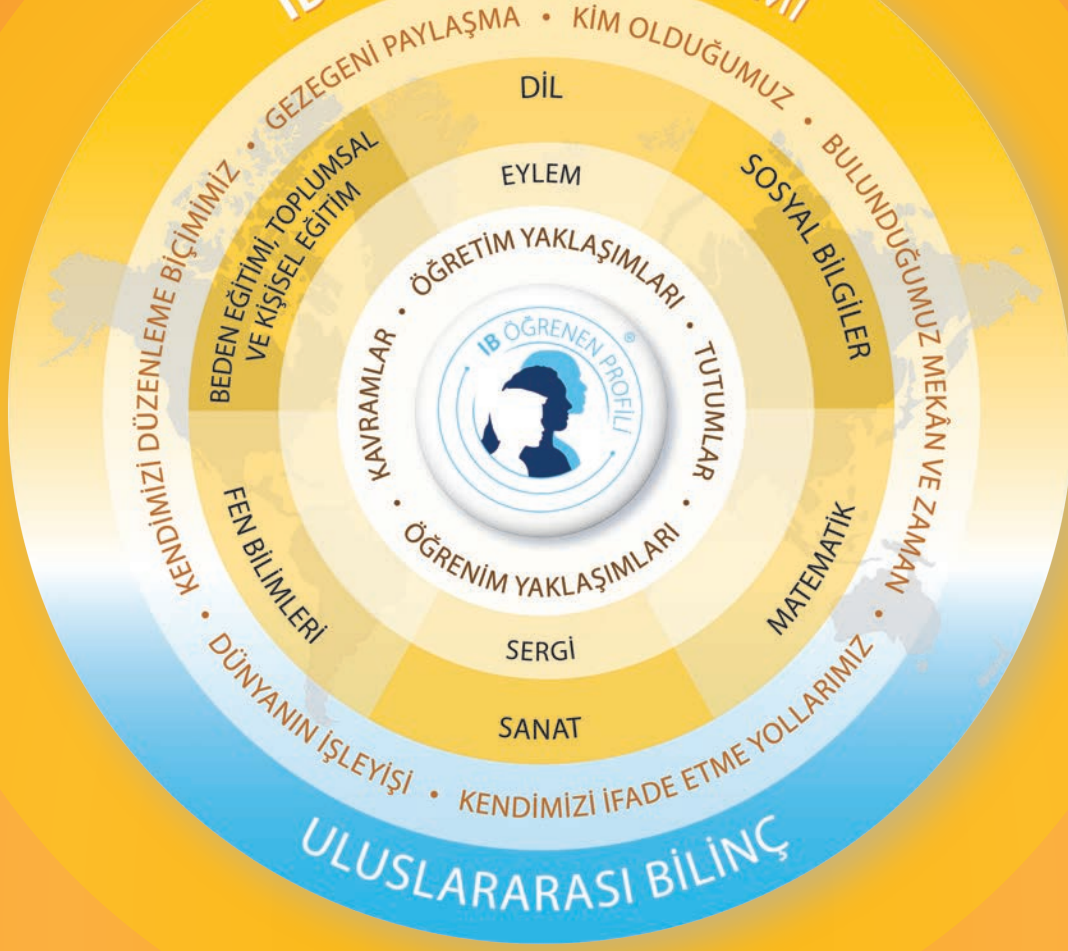 GEZEGENİ PAYLAŞMA • KİM OLDUĞUMUZ • BULUNDUĞUMUZ MEKÂN VE ZAMAN • KENDİMİZİ İFADE ETME YOLLARIMIZ • DÜNYANIN İŞLEYİŞİ • KENDİMİZİ DÜZENLEME BİÇİMİMİZ •
DİL
SOSYAL BİLGİLER
MATEMATİK
SANAT
FEN BİLİMLERİ
BEDEN EĞİTİMİ, TOPLUMSAL
VE KİŞİSEL EĞİTİM
EYLEM
SERGİ
ÖĞRETİM YAKLAŞIMLARI • TUTUMLAR • ÖĞRENİM YAKLAŞIMLARI • KAVRAMLAR •
IB ÖĞRENEN PROFİLİ ®
ULUSLARARASI BİLİNÇ